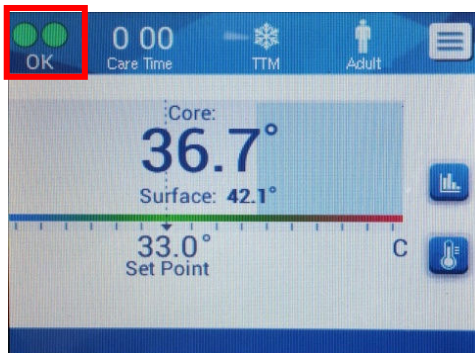 OK
0 00
Care Time
TTM
Adult
Core:
36.7°
Surface: 42.1°
33.0°
Set Point
C